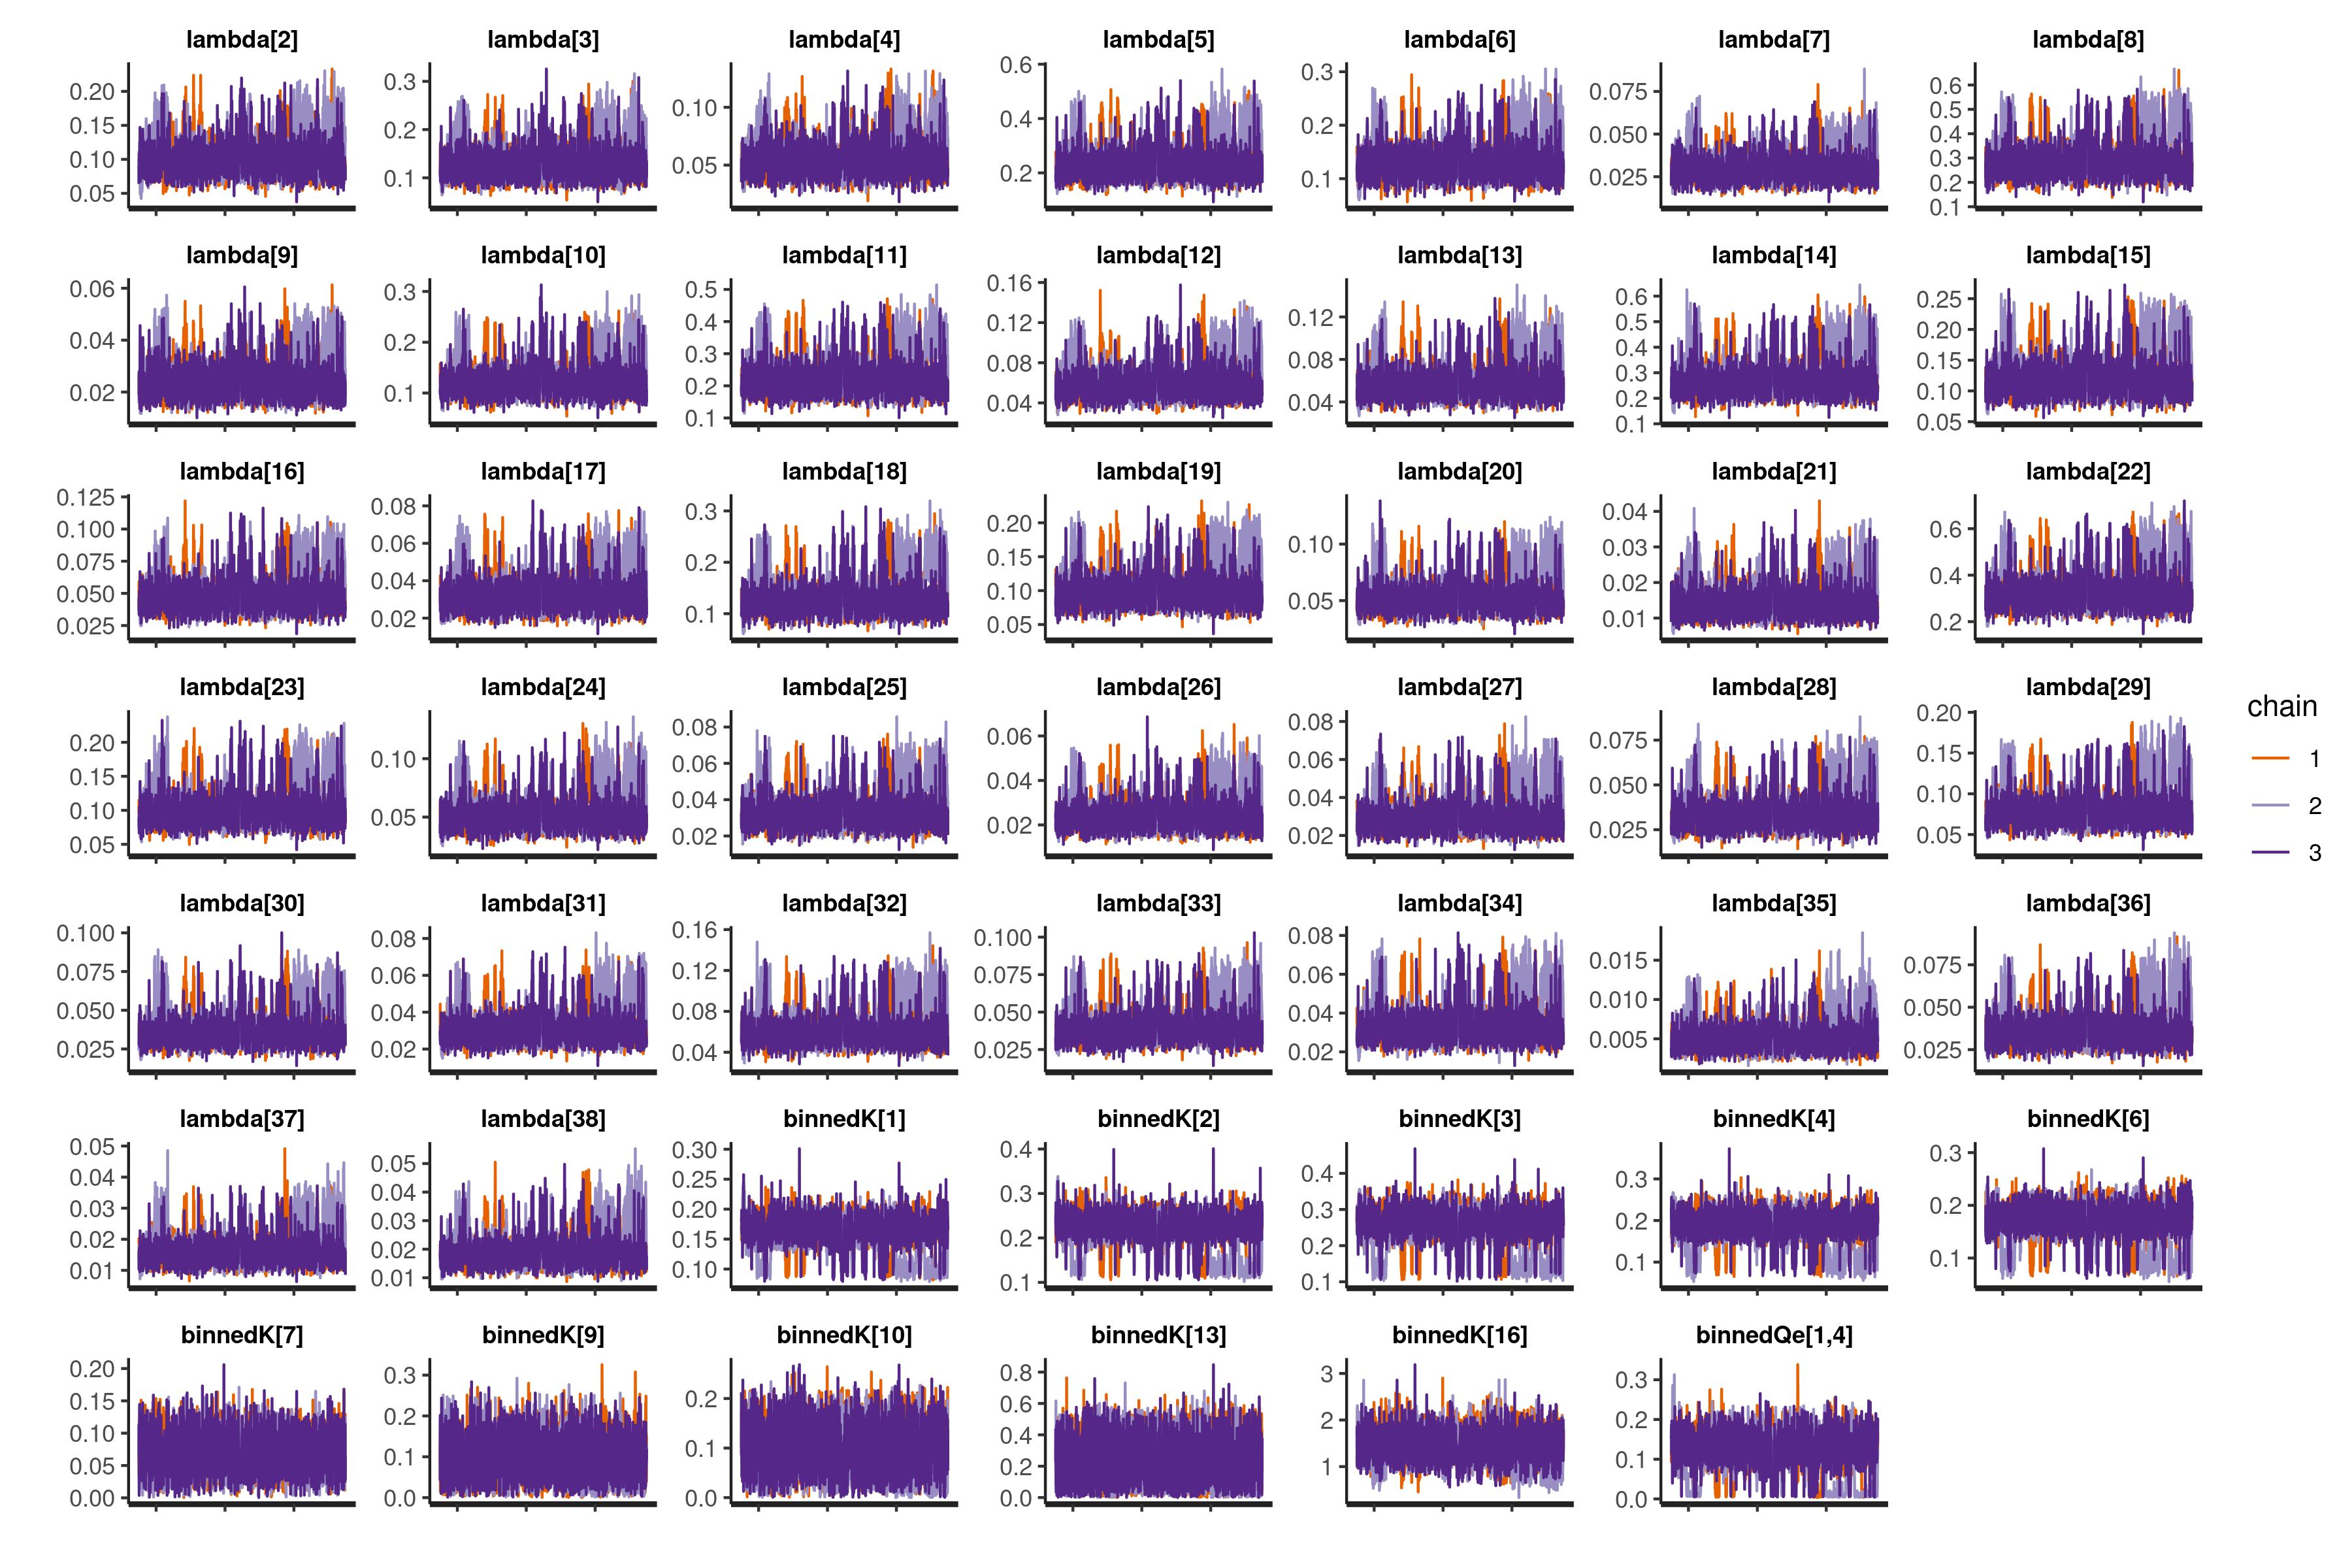 lambda[2] lambda[3] lambda[4] lambda[5] lambda[6] lambda[7] lambda[8]
0.20 0.15 0.10 0.05
0.3 0.2 0.1
0.10 0.05
0.6 0.4 0.2
0.3 0.2 0.1
0.075 0.050 0.025
0.6 0.5 0.4 0.3 0.2 0.1
lambda[9] lambda[10] lambda[11] lambda[12] lambda[13] lambda[14] lambda[15]
0.06 0.04 0.02
0.3 0.2 0.1
0.5 0.4 0.3 0.2 0.1
0.16 0.12 0.08 0.04
0.12 0.08 0.04
0.6 0.5 0.4 0.3 0.2 0.1
0.25 0.20 0.15 0.10 0.05
lambda[16] lambda[17] lambda[18] lambda[19] lambda[20] lambda[21] lambda[22]
0.125 0.100 0.075 0.050 0.025
0.08 0.06 0.04 0.02
0.3 0.2 0.1
0.20 0.15 0.10 0.05
0.10 0.05
0.04 0.03 0.02 0.01
0.6 0.4 0.2
lambda[23] lambda[24] lambda[25] lambda[26] lambda[27] lambda[28] lambda[29]
0.20 0.15 0.10 0.05
0.10 0.05
0.08 0.06 0.04 0.02
0.06 0.04 0.02
0.08 0.06 0.04 0.02
0.075 0.050 0.025
0.20 0.15 0.10 0.05
chain
1
2
3
lambda[30] lambda[31] lambda[32] lambda[33] lambda[34] lambda[35] lambda[36]
0.100 0.075 0.050 0.025
0.08 0.06 0.04 0.02
0.16 0.12 0.08 0.04
0.100 0.075 0.050 0.025
0.08 0.06 0.04 0.02
0.015 0.010 0.005
0.075 0.050 0.025
lambda[37] lambda[38] binnedK[1] binnedK[2] binnedK[3] binnedK[4] binnedK[6]
0.05 0.04 0.03 0.02 0.01
0.05 0.04 0.03 0.02 0.01
0.30 0.25 0.20 0.15 0.10
0.4 0.3 0.2 0.1
0.4 0.3 0.2 0.1
0.3 0.2 0.1
0.3 0.2 0.1
binnedK[7] binnedK[9] binnedK[10] binnedK[13] binnedK[16] binnedQe[1,4]
0.20 0.15 0.10 0.05 0.00
0.3 0.2 0.1 0.0
0.2 0.1 0.0
0.8 0.6 0.4 0.2 0.0
3 2 1
0.3 0.2 0.1 0.0